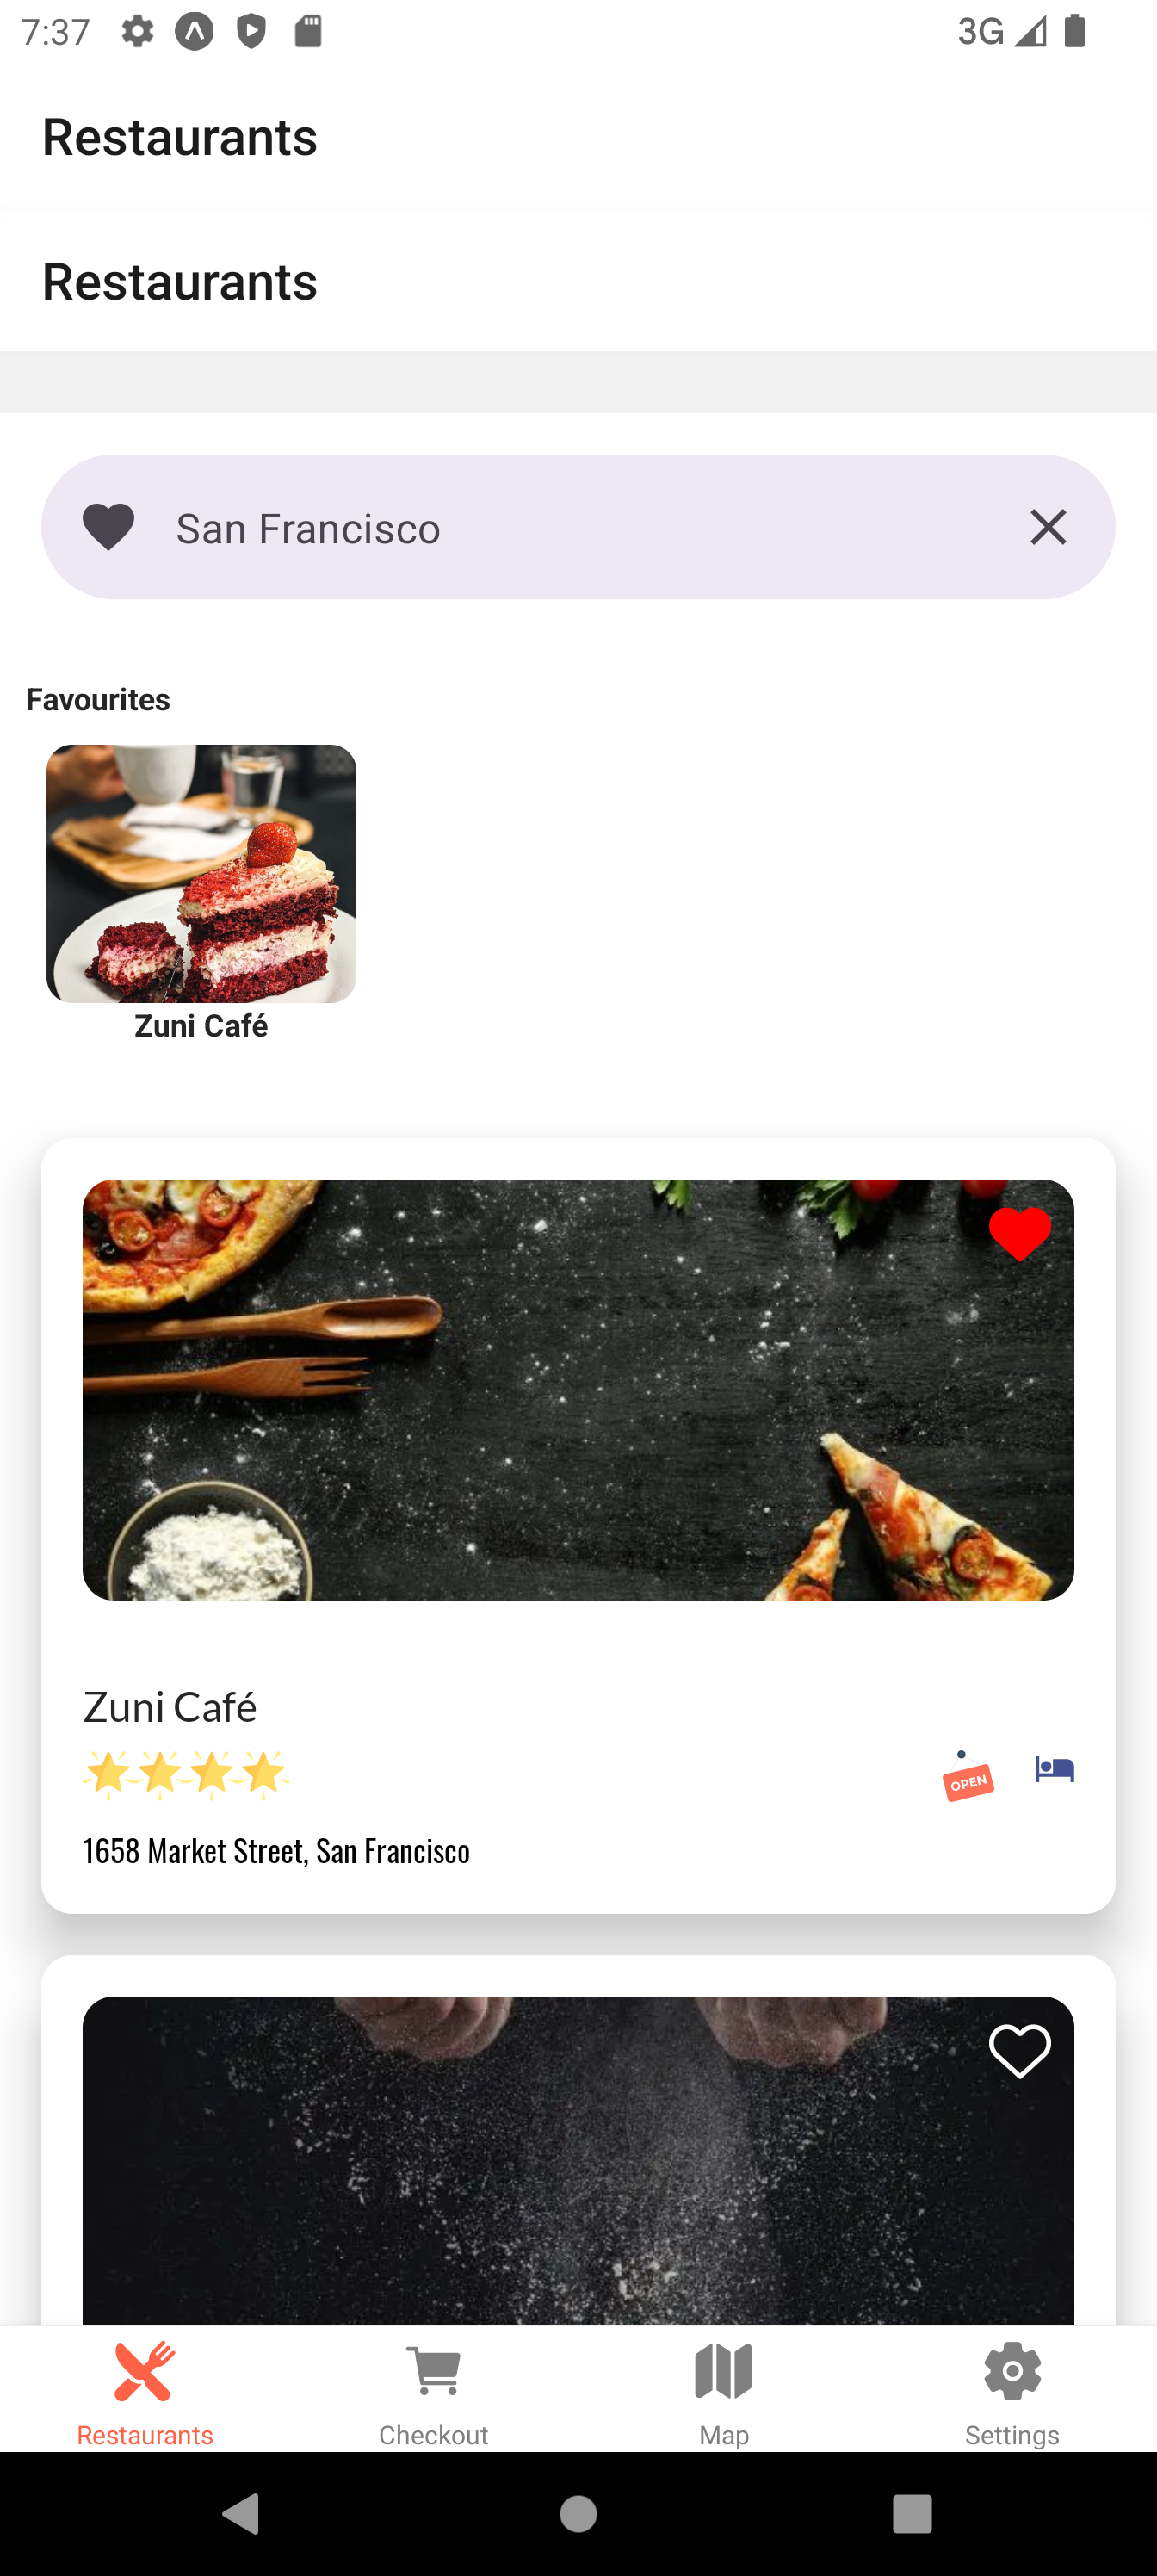 7:37 3G
Restaurants
Restaurants
San Francisco
Favourites
Zuni Café
Zuni Café
OPEN
1658 Market Street, San Francisco
Restaurants Checkout Map Settings